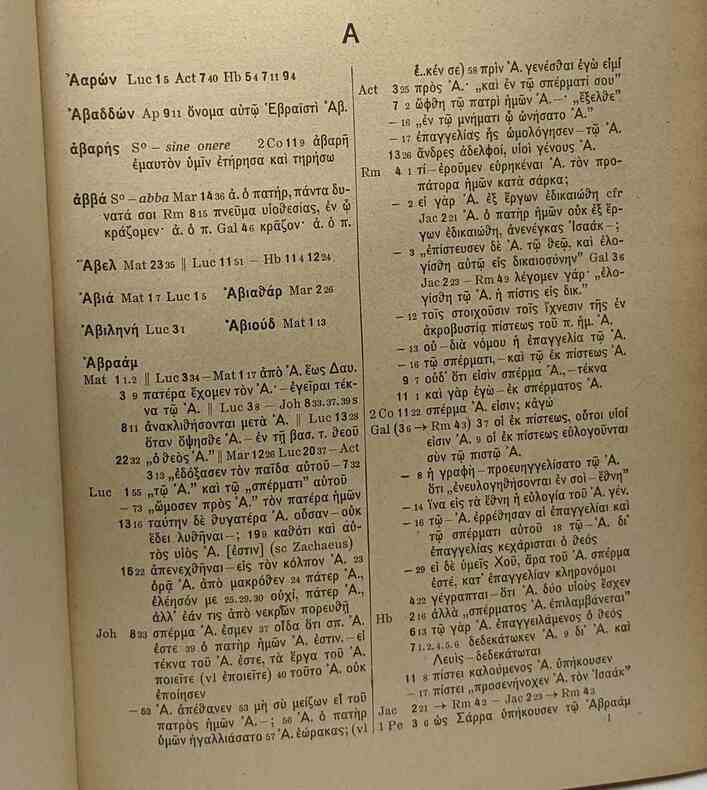 A
Ἀαρών Luc 1 5 Act 7 40 Hb 5 4 7 11 9 4
Ἀβαδδών Ap 9 11 ὄνομα αὐτῷ Ἑβραϊστὶ Ἀβ.
ἀβαρής S° – sine onere 2 Co 11 9 ἀβαρῆ
ἐμαυτὸν ὑμῖν ἐτήρησα καὶ τηρήσω
ἀββά S° – abba Mar 14 36 ἀ. ὁ πατήρ, πάντα δυ-
νατά σοι Rm 8 15 πνεῦμα υἱοθεσίας, ἐν ᾧ
κράζομεν· ἀ. ὁ π. Gal 4 6 κρᾶζον· ἀ. ὁ π.
Ἄβελ Mat 23 35 ‖ Luc 11 51 – Hb 11 4 12 24
Ἀβιά Mat 1 7 Luc 1 5 Ἀβιαθάρ Mar 2 26
Ἀβιληνή Luc 3 1 Ἀβιούδ Mat 1 13
Ἀβραάμ
Mat 1 1.2 ‖ Luc 3 34 – Mat 1 17 ἀπὸ Ἀ. ἕως Δαυ.
3 9 πατέρα ἔχομεν τὸν Ἀ.· – ἐγεῖραι τέκ-
να τῷ Ἀ. ‖ Luc 3 8 – Joh 8 33.37.39 s
8 11 ἀνακλιθήσονται μετὰ Ἀ. ‖ Luc 13 28
ὅταν ὄψησθε Ἀ. – ἐν τῇ βασ. τ. θεοῦ
22 32 „ὁ θεὸς Ἀ.“ ‖ Mar 12 26 Luc 20 37 – Act
3 13 „ἐδόξασεν τὸν παῖδα αὐτοῦ – 7 32
Luc 1 55 „τῷ Ἀ.“ καὶ τῷ „σπέρματι“ αὐτοῦ
– 73 „ὤμοσεν πρὸς Ἀ.“ τὸν πατέρα ἡμῶν
13 16 ταύτην δὲ θυγατέρα Ἀ. οὖσαν – οὐκ
ἔδει λυθῆναι –; 19 9 καθότι καὶ αὐ-
τὸς υἱὸς Ἀ. [ἐστιν] (sc Zachaeus)
16 22 ἀπενεχθῆναι – εἰς τὸν κόλπον Ἀ. 23
ὁρᾷ Ἀ. ἀπὸ μακρόθεν 24 πάτερ Ἀ.,
ἐλέησόν με 25.29.30 οὐχί, πάτερ Ἀ.,
ἀλλ’ ἐάν τις ἀπὸ νεκρῶν πορευθῇ
Joh 8 33 σπέρμα Ἀ. ἐσμεν 37 οἶδα ὅτι σπ. Ἀ.
ἐστε 39 ὁ πατὴρ ἡμῶν Ἀ. ἐστιν. – εἰ
τέκνα τοῦ Ἀ. ἐστε, τὰ ἔργα τοῦ Ἀ.
ποιεῖτε (vl ἐποιεῖτε) 40 τοῦτο Ἀ. οὐκ
ἐποίησεν
– 52 Ἀ. ἀπέθανεν 53 μὴ σὺ μείζων εἶ τοῦ
πατρὸς ἡμῶν Ἀ. –; 56 Ἀ. ὁ πατὴρ
ὑμῶν ἠγαλλιάσατο 57 Ἀ. ἑώρακας; (vl
ἑ..κέν σε) 58 πρὶν Ἀ. γενέσθαι ἐγὼ εἰμί
Act 3 25 πρὸς Ἀ.· „καὶ ἐν τῷ σπέρματί σου“
7 2 ὤφθη τῷ πατρὶ ἡμῶν Ἀ. –· „ἔξελθε“
– 16 „ἐν τῷ μνήματι ᾧ ὠνήσατο Ἀ.“
– 17 ἐπαγγελίας ἧς ὡμολόγησεν – τῷ Ἀ.
13 26 ἄνδρες ἀδελφοί, υἱοὶ γένους Ἀ.
Rm 4 1 τί – ἐροῦμεν εὑρηκέναι Ἀ. τὸν προ-
πάτορα ἡμῶν κατὰ σάρκα;
– 2 εἰ γὰρ Ἀ. ἐξ ἔργων ἐδικαιώθη cfr
Jac 2 21 Ἀ. ὁ πατὴρ ἡμῶν οὐκ ἐξ ἔρ-
γων ἐδικαιώθη, ἀνενέγκας Ἰσαάκ –;
– 3 „ἐπίστευσεν δὲ Ἀ. τῷ θεῷ, καὶ ἐλο-
γίσθη αὐτῷ εἰς δικαιοσύνην“ Gal 3 6
Jac 2 23 – Rm 4 9 λέγομεν γάρ· „ἐλο-
γίσθη τῷ Ἀ. ἡ πίστις εἰς δικ.“
– 12 τοῖς στοιχοῦσιν τοῖς ἴχνεσιν τῆς ἐν
ἀκροβυστίᾳ πίστεως τοῦ π. ἡμ. Ἀ.
– 13 οὐ – διὰ νόμου ἡ ἐπαγγελία τῷ Ἀ.
– 16 τῷ σπέρματι, – καὶ τῷ ἐκ πίστεως Ἀ.
9 7 οὐδ’ ὅτι εἰσὶν σπέρμα Ἀ., – τέκνα
11 1 καὶ γὰρ ἐγὼ – ἐκ σπέρματος Ἀ.
2 Co 11 22 σπέρμα Ἀ. εἰσιν; κἀγώ
Gal (3 6 → Rm 4 3) 3 7 οἱ ἐκ πίστεως, οὗτοι υἱοί
εἰσιν Ἀ. 9 οἱ ἐκ πίστεως εὐλογοῦνται
σὺν τῷ πιστῷ Ἀ.
– 8 ἡ γραφὴ – προευηγγελίσατο τῷ Ἀ.
ὅτι „ἐνευλογηθήσονται ἐν σοὶ – ἔθνη“
– 14 ἵνα εἰς τὰ ἔθνη ἡ εὐλογία τοῦ Ἀ. γέν.
– 16 τῷ – Ἀ. ἐρρέθησαν αἱ ἐπαγγελίαι καὶ
τῷ σπέρματι αὐτοῦ 18 τῷ – Ἀ. δι’
ἐπαγγελίας κεχάρισται ὁ θεός
– 29 εἰ δὲ ὑμεῖς Χοῦ, ἄρα τοῦ Ἀ. σπέρμα
ἐστέ, κατ’ ἐπαγγελίαν κληρονόμοι
4 22 γέγραπται – ὅτι Ἀ. δύο υἱοὺς ἔσχεν
Hb 2 16 ἀλλὰ „σπέρματος Ἀ. ἐπιλαμβάνεται“
6 13 τῷ γὰρ Ἀ. ἐπαγγειλάμενος ὁ θεός
7 1.2.4.5.6 δεδεκάτωκεν Ἀ. 9 δι’ Ἀ. καὶ
Λευὶς – δεδεκάτωται
11 8 πίστει καλούμενος Ἀ. ὑπήκουσεν
– 17 πίστει „προσενήνοχεν Ἀ. τὸν Ἰσαάκ“
Jac 2 21 → Rm 4 2 – Jac 2 23 → Rm 4 3
1 Pe 3 6 ὡς Σάρρα ὑπήκουσεν τῷ Ἀβραάμ
1